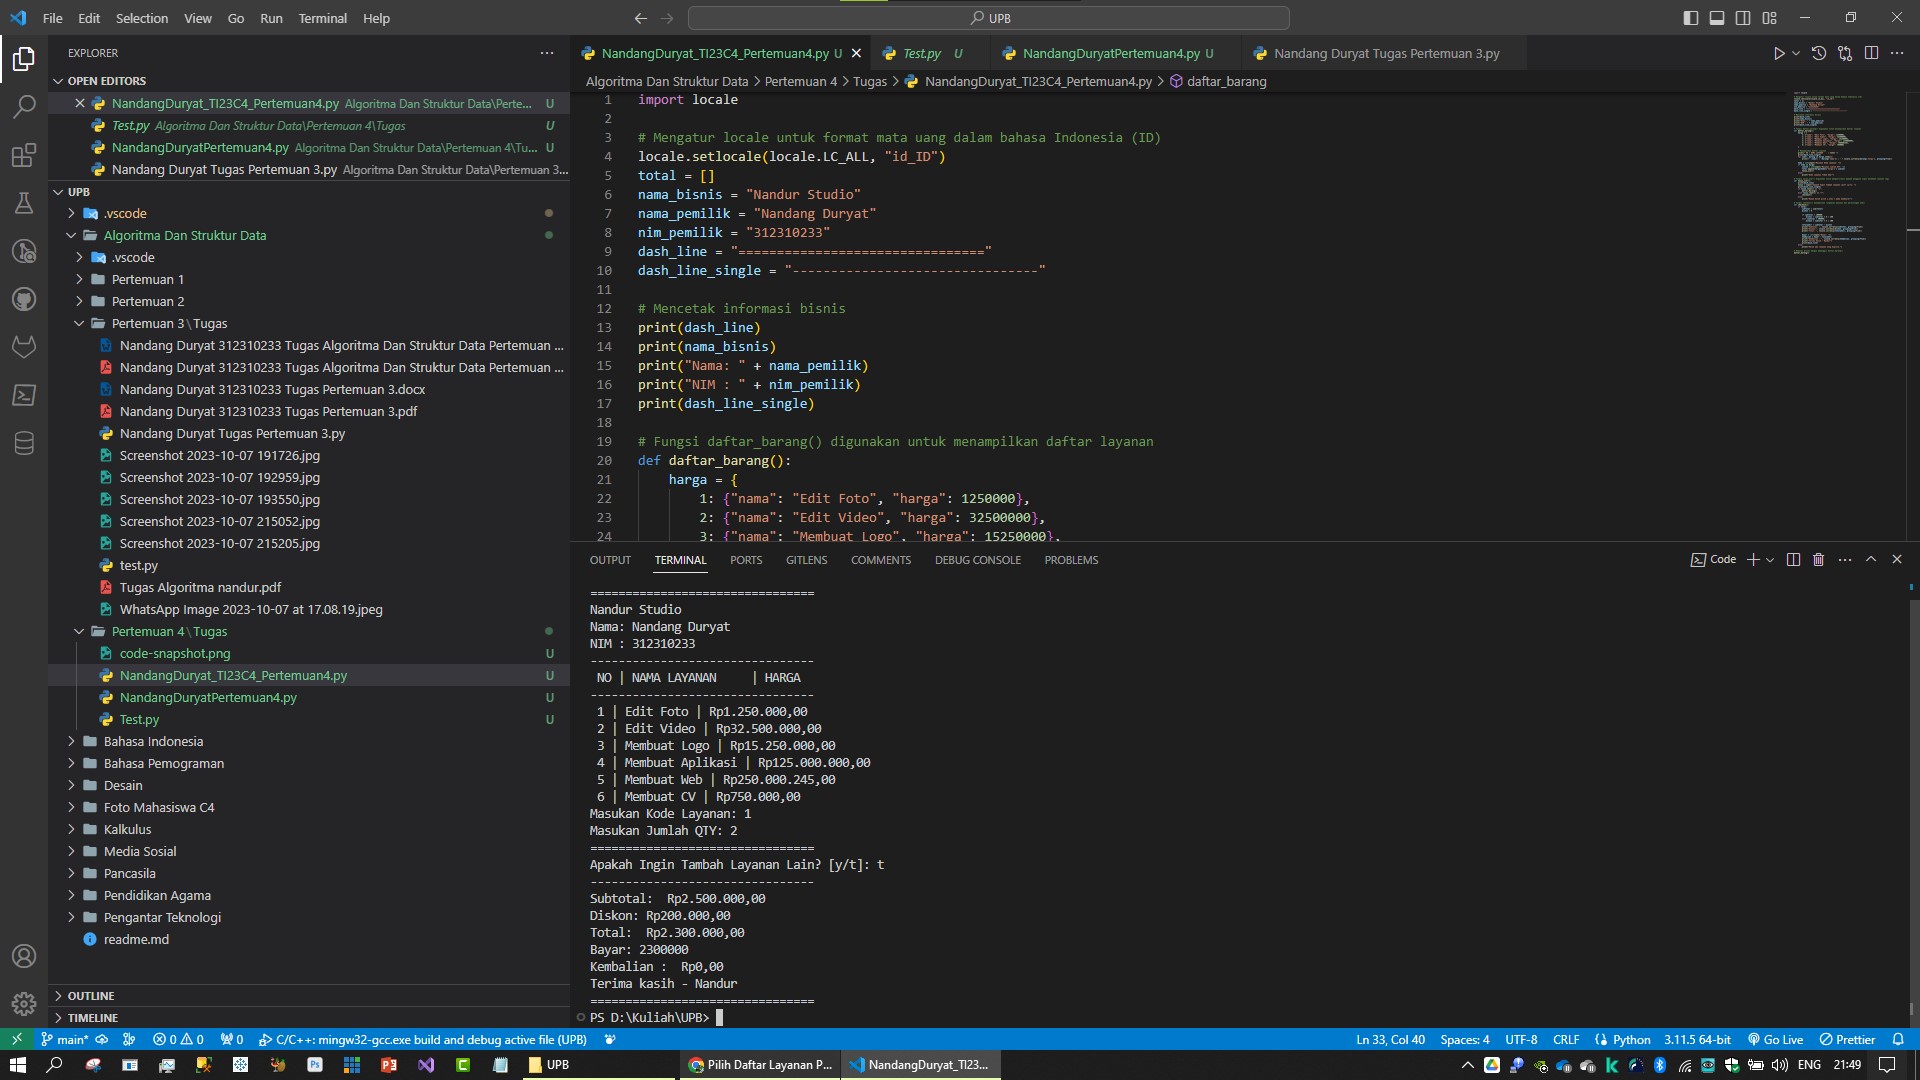 File Edit Selection View Go Run Terminal Help
UPB
EXPLORER
OPEN EDITORS
NandangDuryat_TI23C4_Pertemuan4.py Algoritma Dan Struktur Data\Perte... U
Test.py Algoritma Dan Struktur Data\Pertemuan 4\Tugas U
NandangDuryatPertemuan4.py Algoritma Dan Struktur Data\Pertemuan 4\Tu... U
Nandang Duryat Tugas Pertemuan 3.py Algoritma Dan Struktur Data\Pertemuan 3...
UPB
.vscode
Algoritma Dan Struktur Data
.vscode
Pertemuan 1
Pertemuan 2
Pertemuan 3\Tugas
Nandang Duryat 312310233 Tugas Algoritma Dan Struktur Data Pertemuan ...
Nandang Duryat 312310233 Tugas Algoritma Dan Struktur Data Pertemuan ...
Nandang Duryat 312310233 Tugas Pertemuan 3.docx
Nandang Duryat 312310233 Tugas Pertemuan 3.pdf
Nandang Duryat Tugas Pertemuan 3.py
Screenshot 2023-10-07 191726.jpg
Screenshot 2023-10-07 192959.jpg
Screenshot 2023-10-07 193550.jpg
Screenshot 2023-10-07 215052.jpg
Screenshot 2023-10-07 215205.jpg
test.py
Tugas Algoritma nandur.pdf
WhatsApp Image 2023-10-07 at 17.08.19.jpeg
Pertemuan 4\Tugas
code-snapshot.png U
NandangDuryat_TI23C4_Pertemuan4.py U
NandangDuryatPertemuan4.py U
Test.py U
Bahasa Indonesia
Bahasa Pemograman
Desain
Foto Mahasiswa C4
Kalkulus
Media Sosial
Pancasila
Pendidikan Agama
Pengantar Teknologi
readme.md
OUTLINE
TIMELINE
NandangDuryat_TI23C4_Pertemuan4.py U Test.py U NandangDuryatPertemuan4.py U Nandang Duryat Tugas Pertemuan 3.py
Algoritma Dan Struktur Data > Pertemuan 4 > Tugas > NandangDuryat_TI23C4_Pertemuan4.py > daftar_barang
1 import locale
2
3 # Mengatur locale untuk format mata uang dalam bahasa Indonesia (ID)
4 locale.setlocale(locale.LC_ALL, "id_ID")
5 total = []
6 nama_bisnis = "Nandur Studio"
7 nama_pemilik = "Nandang Duryat"
8 nim_pemilik = "312310233"
9 dash_line = "================================"
10 dash_line_single = "--------------------------------"
11
12 # Mencetak informasi bisnis
13 print(dash_line)
14 print(nama_bisnis)
15 print("Nama: " + nama_pemilik)
16 print("NIM : " + nim_pemilik)
17 print(dash_line_single)
18
19 # Fungsi daftar_barang() digunakan untuk menampilkan daftar layanan
20 def daftar_barang():
21 harga = {
22 1: {"nama": "Edit Foto", "harga": 1250000},
23 2: {"nama": "Edit Video", "harga": 32500000},
24 3: {"nama": "Membuat Logo", "harga": 15250000},
OUTPUT TERMINAL PORTS GITLENS COMMENTS DEBUG CONSOLE PROBLEMS
Code
================================
Nandur Studio
Nama: Nandang Duryat
NIM : 312310233
--------------------------------
NO | NAMA LAYANAN | HARGA
--------------------------------
1 | Edit Foto | Rp1.250.000,00
2 | Edit Video | Rp32.500.000,00
3 | Membuat Logo | Rp15.250.000,00
4 | Membuat Aplikasi | Rp125.000.000,00
5 | Membuat Web | Rp250.000.245,00
6 | Membuat CV | Rp750.000,00
Masukan Kode Layanan: 1
Masukan Jumlah QTY: 2
================================
Apakah Ingin Tambah Layanan Lain? [y/t]: t
--------------------------------
Subtotal: Rp2.500.000,00
Diskon: Rp200.000,00
Total: Rp2.300.000,00
Bayar: 2300000
Kembalian : Rp0,00
Terima kasih - Nandur
================================
PS D:\Kuliah\UPB>
main* 0 0 0 C/C++: mingw32-gcc.exe build and debug active file (UPB) Ln 33, Col 40 Spaces: 4 UTF-8 CRLF Python 3.11.5 64-bit Go Live Prettier
UPB Pilih Daftar Layanan P... NandangDuryat_TI23... ENG 21:49